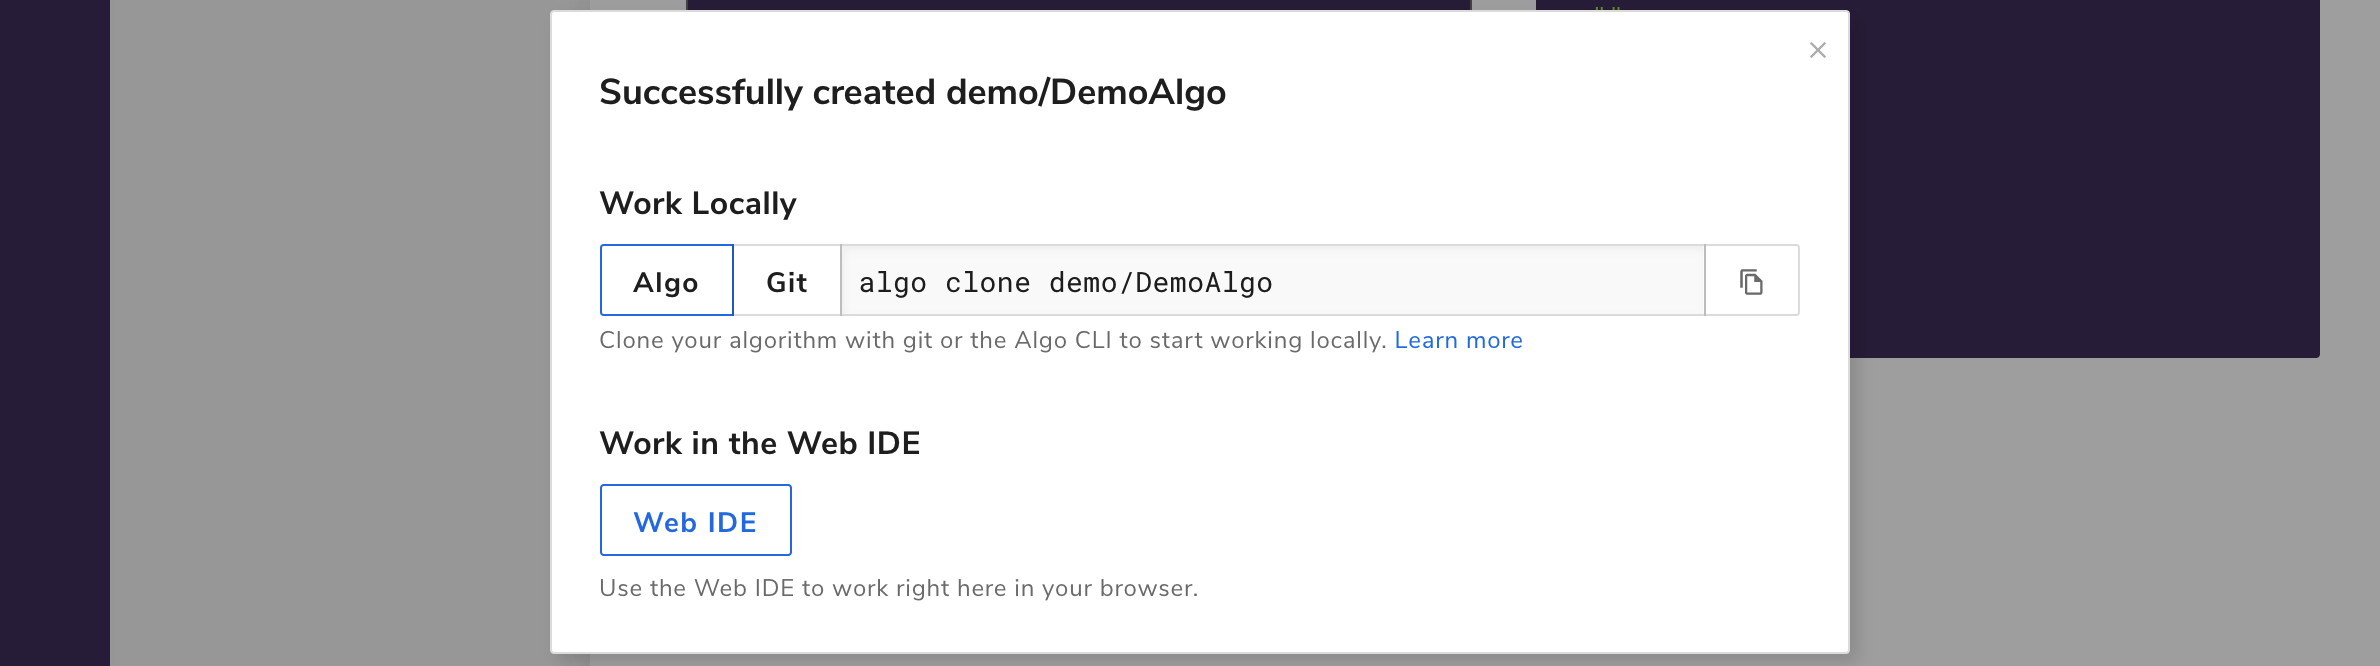 Successfully created demo/DemoAlgo
Work Locally
Algo Git algo clone demo/DemoAlgo
Clone your algorithm with git or the Algo CLI to start working locally. Learn more
Work in the Web IDE
Web IDE
Use the Web IDE to work right here in your browser.